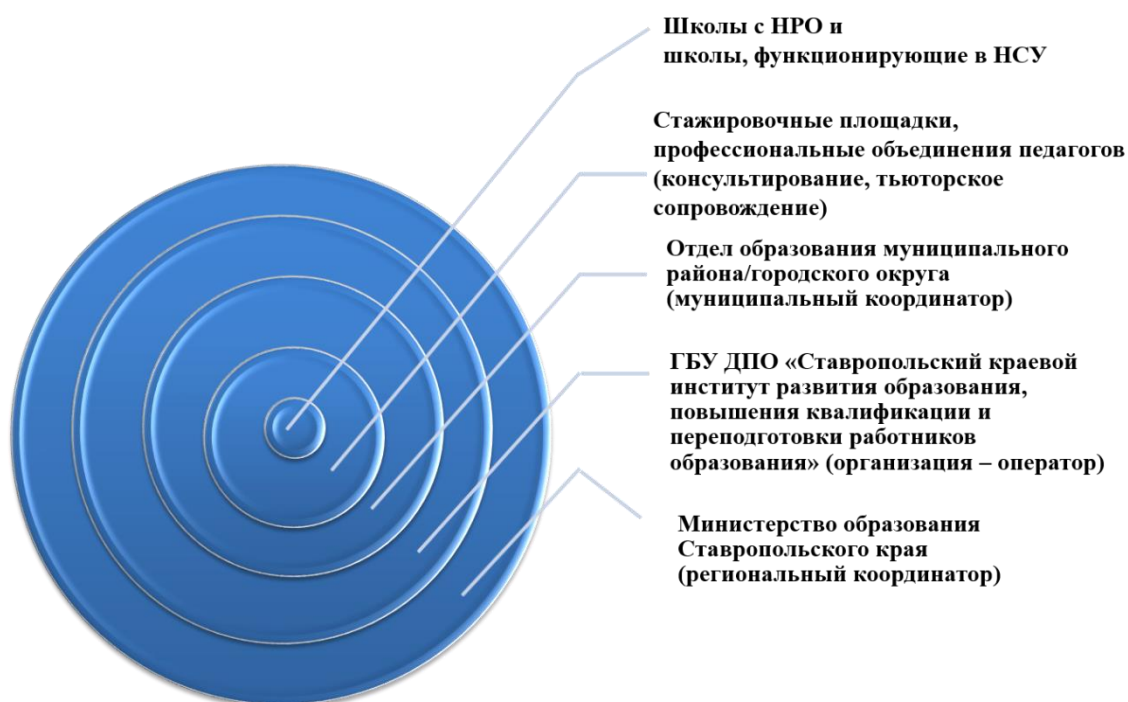 Школы с НРО и
школы, функционирующие в НСУ
Стажировочные площадки,
профессиональные объединения педагогов
(консультирование, тьюторское
сопровождение)
Отдел образования муниципального
района/городского округа
(муниципальный координатор)
ГБУ ДПО «Ставропольский краевой
институт развития образования,
повышения квалификации и
переподготовки работников
образования» (организация – оператор)
Министерство образования
Ставропольского края
(региональный координатор)